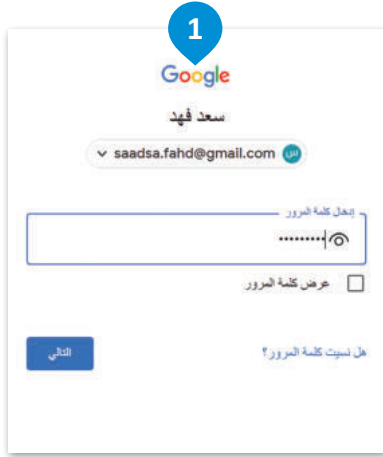 1
Google
سعد فهد
saadsa.fahd@gmail.com س
إدخال كلمة المرور
•••••••••
عرض كلمة المرور
هل نسيت كلمة المرور؟
التالي